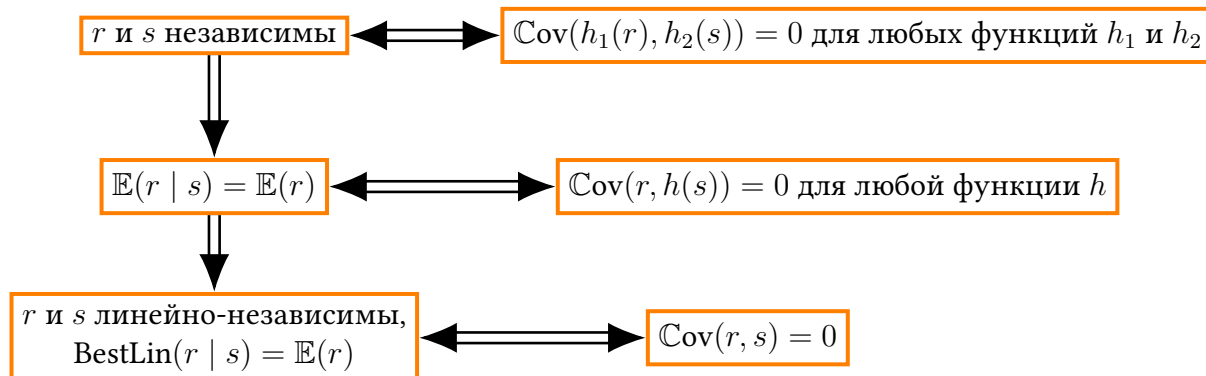 r и s независимы
ℂov(h₁(r), h₂(s)) = 0 для любых функций h₁ и h₂
𝔼(r | s) = 𝔼(r)
ℂov(r, h(s)) = 0 для любой функции h
r и s линейно-независимы,
BestLin(r | s) = 𝔼(r)
ℂov(r, s) = 0